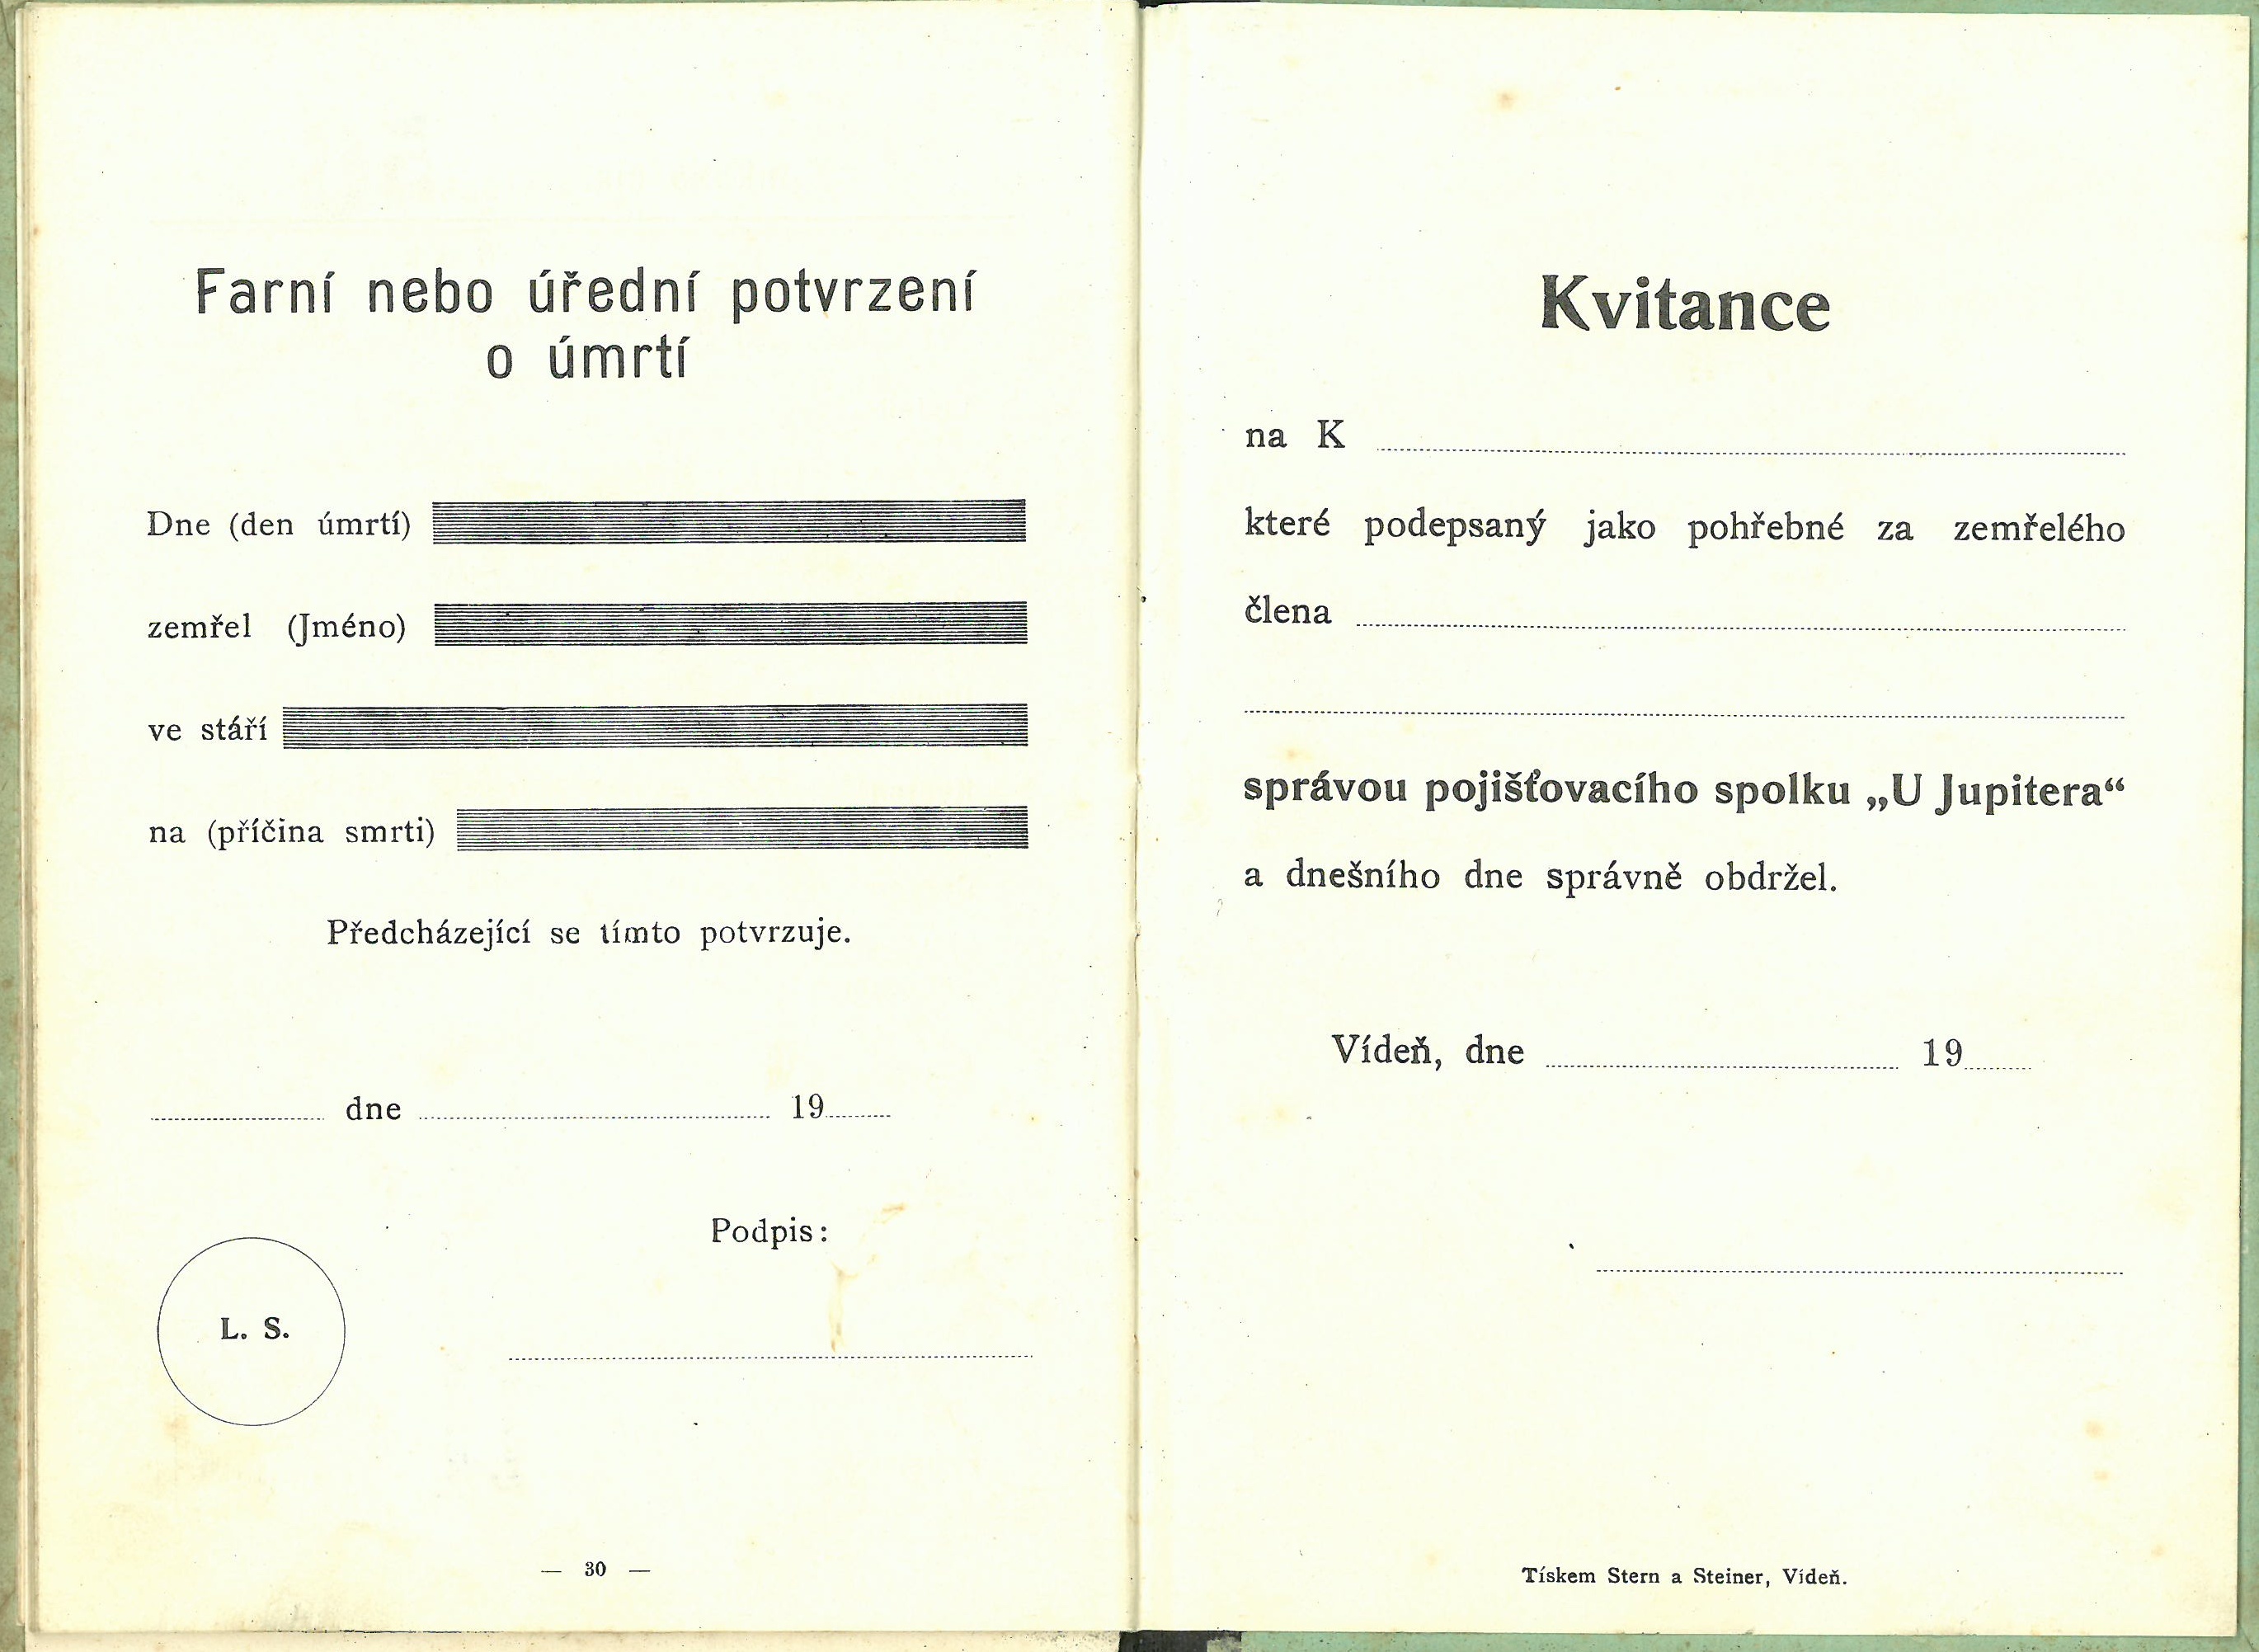 Farní nebo úřední potvrzení
o úmrtí
Dne (den úmrtí)
zemřel (Jméno)
ve stáří
na (příčina smrti)
Předcházející se tímto potvrzuje.
dne 19
Podpis:
L. S.
— 30 —
Kvitance
na K
které podepsaný jako pohřebné za zemřelého
člena
správou pojišťovacího spolku „U Jupitera“
a dnešního dne správně obdržel.
Vídeň, dne 19
Tískem Stern a Steiner, Vídeň.